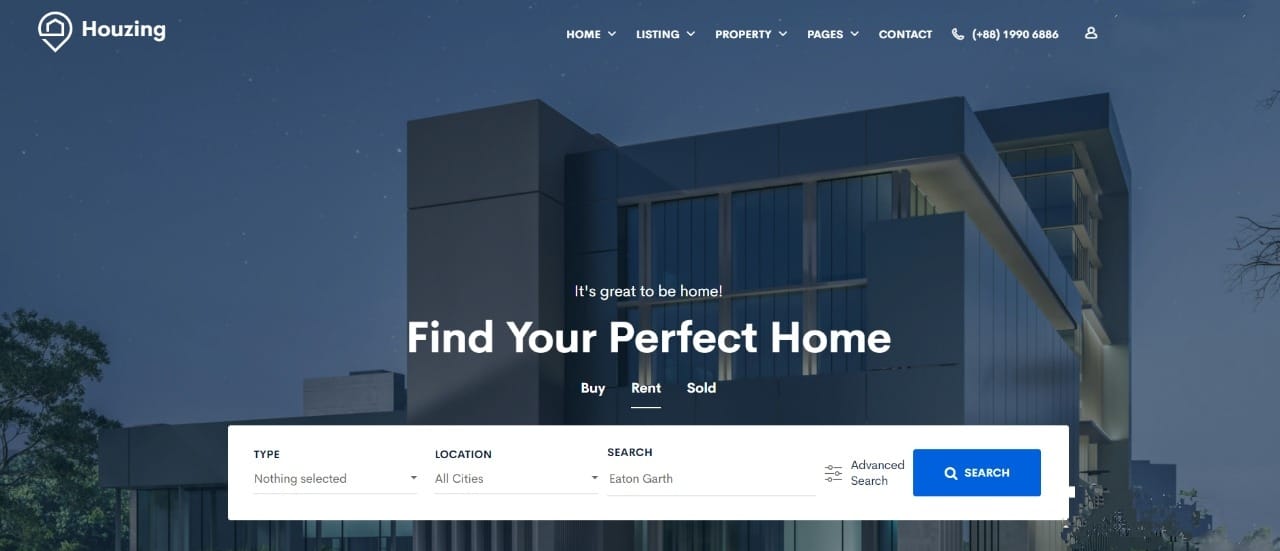 Houzing
HOME LISTING PROPERTY PAGES CONTACT (+88) 1990 6886
It's great to be home!
Find Your Perfect Home
Buy Rent Sold
TYPE LOCATION SEARCH
Nothing selected All Cities Eaton Garth
Advanced
Search
SEARCH